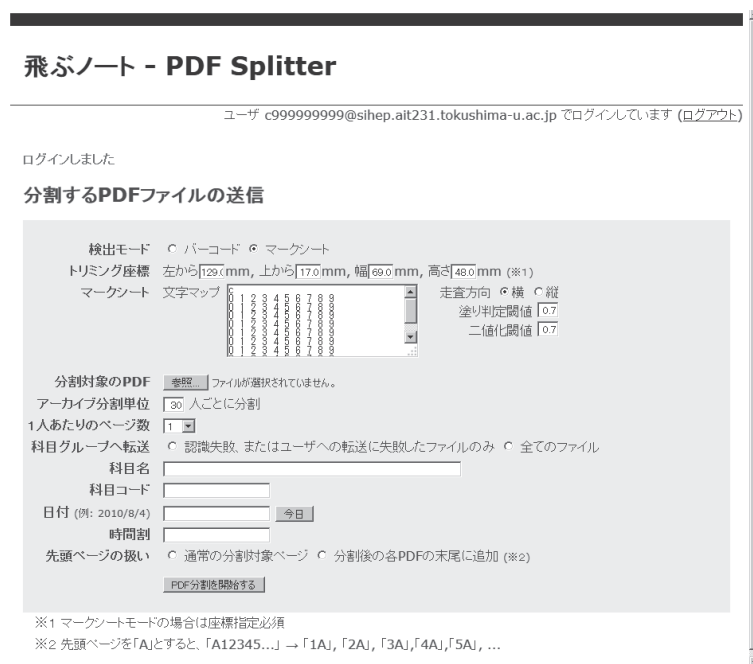 飛ぶノート - PDF Splitter
ユーザ c999999999@sihep.ait231.tokushima-u.ac.jp でログインしています (ログアウト)
ログインしました
分割するPDFファイルの送信
検出モード バーコード マークシート
トリミング座標 左から 129.0 mm, 上から 17.0 mm, 幅 69.0 mm, 高さ 48.0 mm (※1)
マークシート 文字マップ 走査方向 横 縦
c
0 1 2 3 4 5 6 7 8 9
0 1 2 3 4 5 6 7 8 9
0 1 2 3 4 5 6 7 8 9
0 1 2 3 4 5 6 7 8 9
0 1 2 3 4 5 6 7 8 9
0 1 2 3 4 5 6 7 8 9
塗り判定閾値 0.7
二値化閾値 0.7
分割対象のPDF 参照... ファイルが選択されていません。
アーカイブ分割単位 30 人ごとに分割
1人あたりのページ数 1
科目グループへ転送 認識失敗、またはユーザへの転送に失敗したファイルのみ 全てのファイル
科目名
科目コード
日付 (例: 2010/8/4) 今日
時間割
先頭ページの扱い 通常の分割対象ページ 分割後の各PDFの末尾に追加 (※2)
PDF分割を開始する
※1 マークシートモードの場合は座標指定必須
※2 先頭ページを「A」とすると、「A12345...」 → 「1A」, 「2A」, 「3A」,「4A」,「5A」, ...